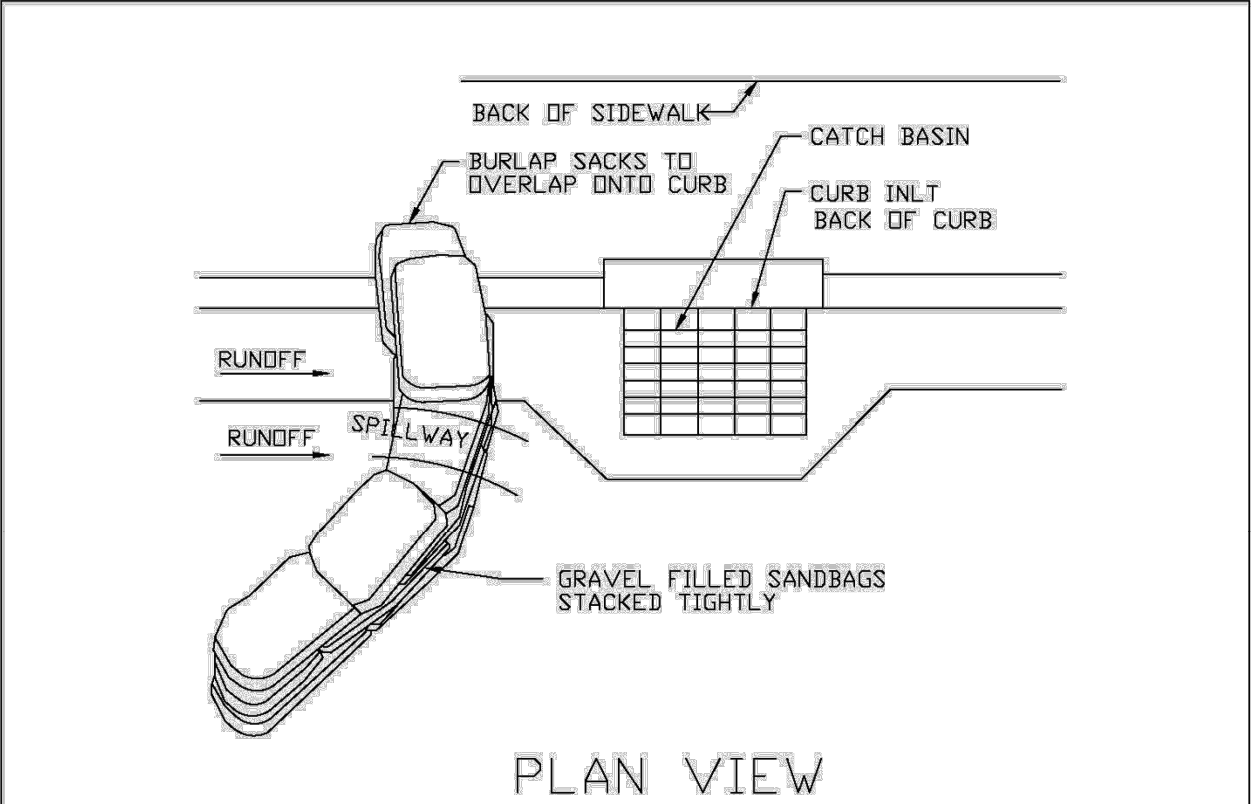 BACK OF SIDEWALK
CATCH BASIN
BURLAP SACKS TO
OVERLAP ONTO CURB
CURB INLT
BACK OF CURB
RUNOFF
RUNOFF
SPILLWAY
GRAVEL FILLED SANDBAGS
STACKED TIGHTLY
PLAN VIEW